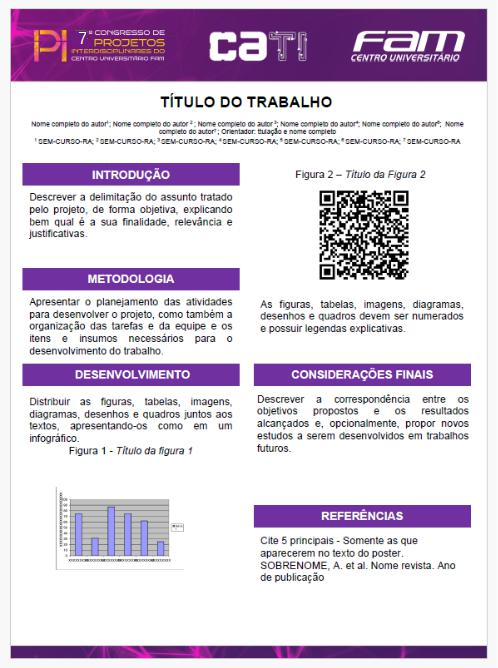 PI 7º CONGRESSO DE
PROJETOS
INTERDISCIPLINARES DO
CENTRO UNIVERSITÁRIO FAM
CATI
FAM
CENTRO UNIVERSITÁRIO
TÍTULO DO TRABALHO
Nome completo do autor¹; Nome completo do autor ²; Nome completo do autor ³; Nome completo do autor⁴; Nome completo do autor⁵; Nome
completo do autor⁷; Orientador: titulação e nome completo
¹ SEM-CURSO-RA; ² SEM-CURSO-RA; ³ SEM-CURSO-RA; ⁴ SEM-CURSO-RA; ⁵ SEM-CURSO-RA; ⁶ SEM-CURSO-RA; ⁷ SEM-CURSO-RA
INTRODUÇÃO
Descrever a delimitação do assunto tratado
pelo projeto, de forma objetiva, explicando
bem qual é a sua finalidade, relevância e
justificativas.
METODOLOGIA
Apresentar o planejamento das atividades
para desenvolver o projeto, como também a
organização das tarefas e da equipe e os
itens e insumos necessários para o
desenvolvimento do trabalho.
DESENVOLVIMENTO
Distribuir as figuras, tabelas, imagens,
diagramas, desenhos e quadros juntos aos
textos, apresentando-os como em um
infográfico.
Figura 1 - Título da figura 1
Figura 2 – Título da Figura 2
As figuras, tabelas, imagens, diagramas,
desenhos e quadros devem ser numerados
e possuir legendas explicativas.
CONSIDERAÇÕES FINAIS
Descrever a correspondência entre os
objetivos propostos e os resultados
alcançados e, opcionalmente, propor novos
estudos a serem desenvolvidos em trabalhos
futuros.
REFERÊNCIAS
Cite 5 principais - Somente as que
aparecerem no texto do poster.
SOBRENOME, A. et al. Nome revista. Ano
de publicação